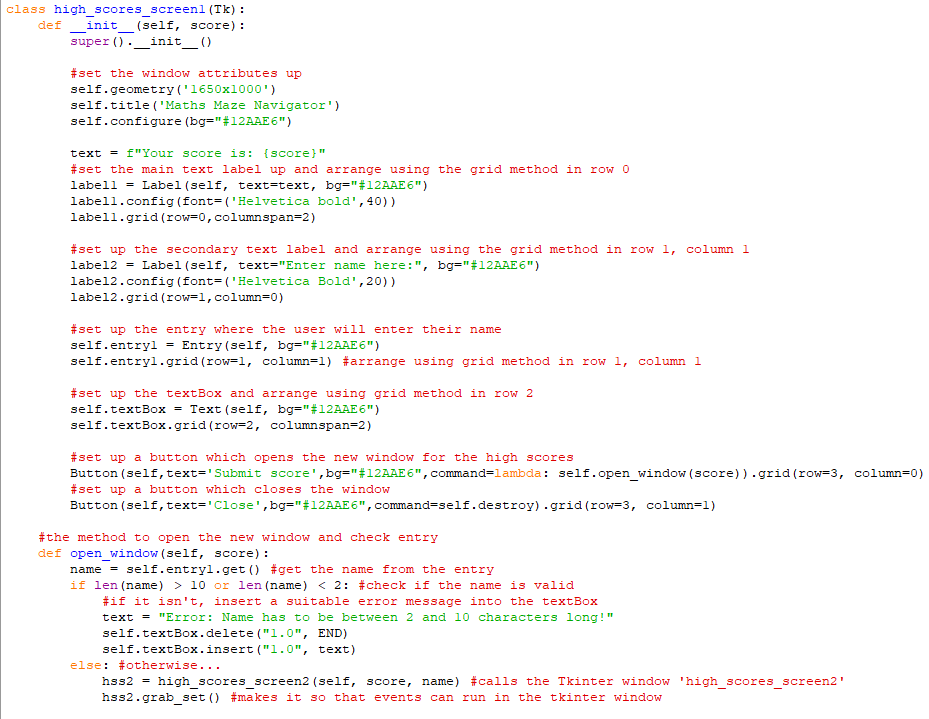 class high_scores_screen1(Tk):
    def __init__(self, score):
        super().__init__()

        #set the window attributes up
        self.geometry('1650x1000')
        self.title('Maths Maze Navigator')
        self.configure(bg="#12AAE6")

        text = f"Your score is: {score}"
        #set the main text label up and arrange using the grid method in row 0
        label1 = Label(self, text=text, bg="#12AAE6")
        label1.config(font=('Helvetica bold',40))
        label1.grid(row=0,columnspan=2)

        #set up the secondary text label and arrange using the grid method in row 1, column 1
        label2 = Label(self, text="Enter name here:", bg="#12AAE6")
        label2.config(font=('Helvetica Bold',20))
        label2.grid(row=1,column=0)

        #set up the entry where the user will enter their name
        self.entry1 = Entry(self, bg="#12AAE6")
        self.entry1.grid(row=1, column=1) #arrange using grid method in row 1, column 1

        #set up the textBox and arrange using grid method in row 2
        self.textBox = Text(self, bg="#12AAE6")
        self.textBox.grid(row=2, columnspan=2)

        #set up a button which opens the new window for the high scores
        Button(self,text='Submit score',bg="#12AAE6",command=lambda: self.open_window(score)).grid(row=3, column=0)
        #set up a button which closes the window
        Button(self,text='Close',bg="#12AAE6",command=self.destroy).grid(row=3, column=1)

    #the method to open the new window and check entry
    def open_window(self, score):
        name = self.entry1.get() #get the name from the entry
        if len(name) > 10 or len(name) < 2: #check if the name is valid
            #if it isn't, insert a suitable error message into the textBox
            text = "Error: Name has to be between 2 and 10 characters long!"
            self.textBox.delete("1.0", END)
            self.textBox.insert("1.0", text)
        else: #otherwise...
            hss2 = high_scores_screen2(self, score, name) #calls the Tkinter window 'high_scores_screen2'
            hss2.grab_set() #makes it so that events can run in the tkinter window